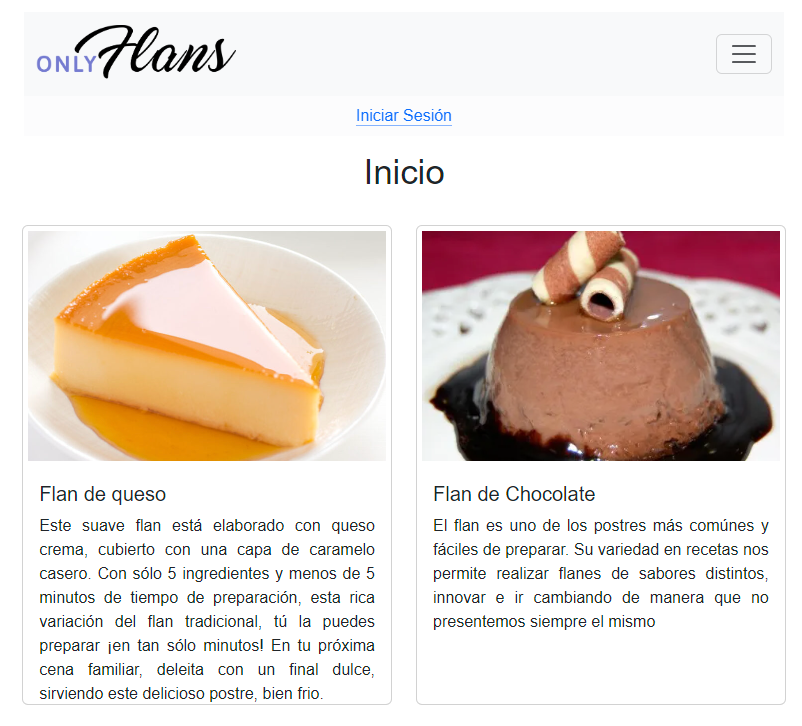 ONLY Flans
Iniciar Sesión
Inicio
Flan de queso
Este suave flan está elaborado con queso
crema, cubierto con una capa de caramelo
casero. Con sólo 5 ingredientes y menos de 5
minutos de tiempo de preparación, esta rica
variación del flan tradicional, tú la puedes
preparar ¡en tan sólo minutos! En tu próxima
cena familiar, deleita con un final dulce,
sirviendo este delicioso postre, bien frio.
Flan de Chocolate
El flan es uno de los postres más comúnes y
fáciles de preparar. Su variedad en recetas nos
permite realizar flanes de sabores distintos,
innovar e ir cambiando de manera que no
presentemos siempre el mismo